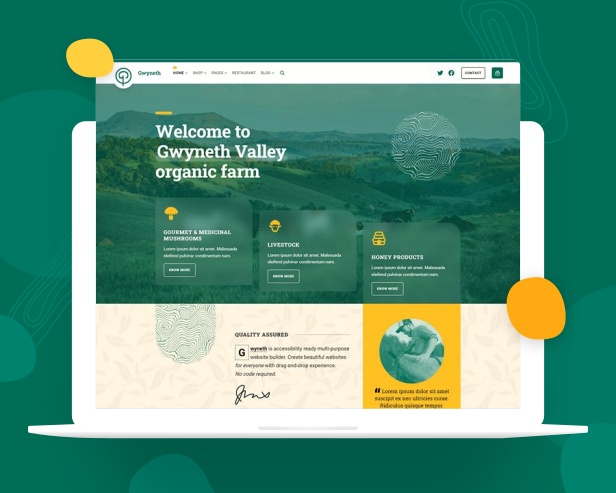 Gwyneth
HOME SHOP PAGES RESTAURANT BLOG
CONTACT
Welcome to
Gwyneth Valley
organic farm
GOURMET & MEDICINAL
MUSHROOMS
Lorem ipsum dolor sit amet. Malesuada
eleifend pulvinar condimentum nam.
KNOW MORE
LIVESTOCK
Lorem ipsum dolor sit amet. Malesuada
eleifend pulvinar condimentum nam.
KNOW MORE
HONEY PRODUCTS
Lorem ipsum dolor sit amet. Malesuada
eleifend pulvinar condimentum nam.
KNOW MORE
QUALITY ASSURED
Gwyneth is accessibility ready multi-purpose
website builder. Create beautiful websites
for everyone with drag-and-drop experience.
No code required.
" Lorem ipsum dolor sit amet
suscipit ex nec ultricies curae.
Ridiculus quisque tempor